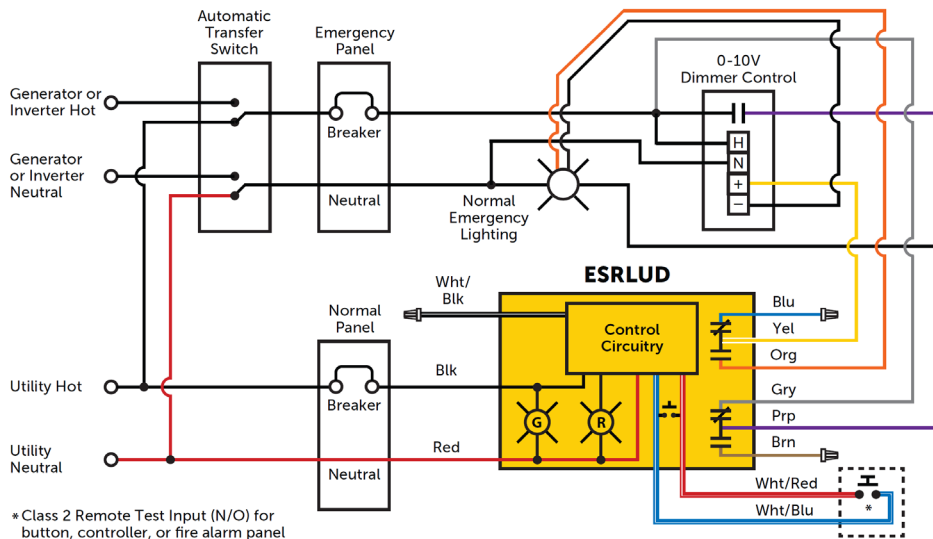 Automatic
Transfer
Switch
Emergency
Panel
0-10V
Dimmer Control
Generator or
Inverter Hot
Breaker
H
N
+
−
Generator
or Inverter
Neutral
Neutral
Normal
Emergency
Lighting
ESRLUD
Wht/
Blk
Normal
Panel
Control
Circuitry
Blu
Yel
Org
Utility Hot
Breaker
Blk
G
R
Gry
Prp
Brn
Utility
Neutral
Red
Neutral
Wht/Red
Wht/Blu
*
* Class 2 Remote Test Input (N/O) for
button, controller, or fire alarm panel